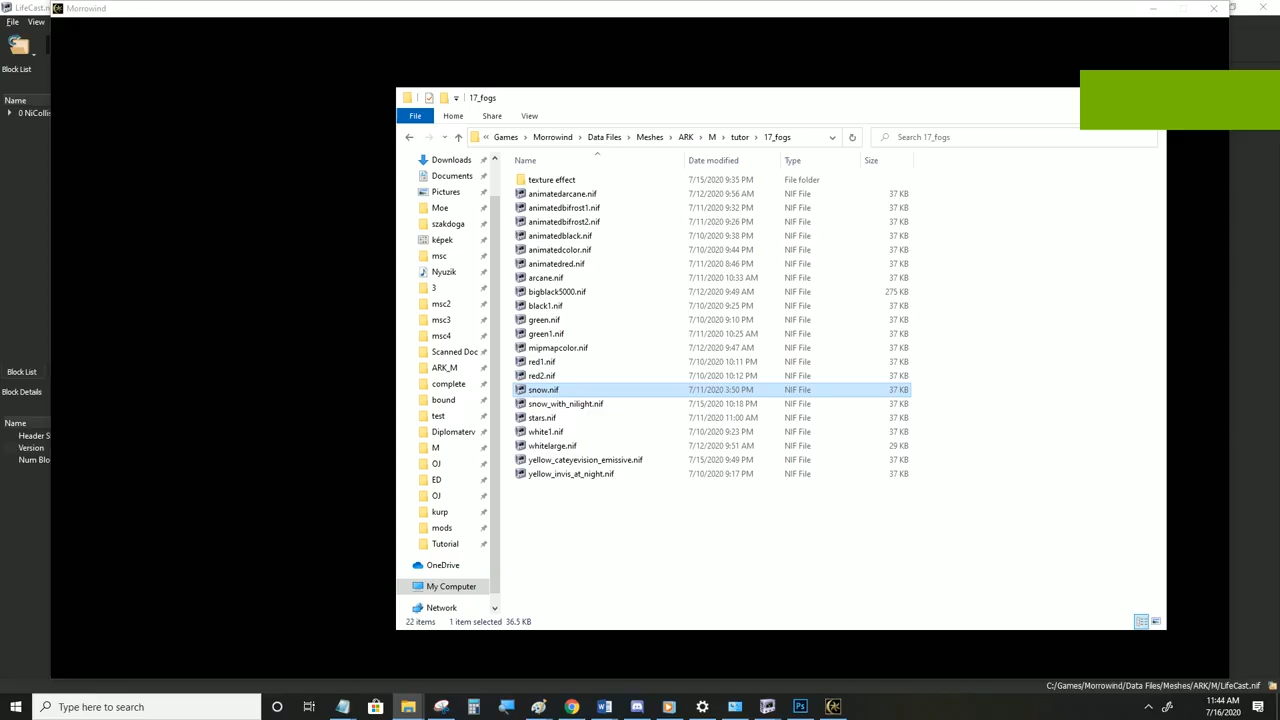 LifeCast.n
Morrowind
File View
Block List
Name
0 NiCollis
Block List
Block Details
Name
Header S
Version
Num Blo
17_fogs
File Home Share View
« Games Morrowind Data Files Meshes ARK M tutor 17_fogs
Search 17_fogs
Downloads
Documents
Pictures
Moe
szakdoga
képek
msc
Nyuzik
3
msc2
msc3
msc4
Scanned Doc
ARK_M
complete
bound
test
Diplomaterv
M
OJ
ED
OJ
kurp
mods
Tutorial
OneDrive
My Computer
Network
Name Date modified Type Size
texture effect 7/15/2020 9:35 PM File folder
animatedarcane.nif 7/12/2020 9:56 AM NIF File 37 KB
animatedbifrost1.nif 7/11/2020 9:32 PM NIF File 37 KB
animatedbifrost2.nif 7/11/2020 9:26 PM NIF File 37 KB
animatedblack.nif 7/10/2020 9:38 PM NIF File 37 KB
animatedcolor.nif 7/10/2020 9:44 PM NIF File 37 KB
animatedred.nif 7/11/2020 8:46 PM NIF File 37 KB
arcane.nif 7/11/2020 10:33 AM NIF File 37 KB
bigblack5000.nif 7/12/2020 9:49 AM NIF File 275 KB
black1.nif 7/10/2020 9:25 PM NIF File 37 KB
green.nif 7/10/2020 9:10 PM NIF File 37 KB
green1.nif 7/11/2020 10:25 AM NIF File 37 KB
mipmapcolor.nif 7/12/2020 9:47 AM NIF File 37 KB
red1.nif 7/10/2020 10:11 PM NIF File 37 KB
red2.nif 7/10/2020 10:12 PM NIF File 37 KB
snow.nif 7/11/2020 3:50 PM NIF File 37 KB
snow_with_nilight.nif 7/15/2020 10:18 PM NIF File 37 KB
stars.nif 7/11/2020 11:00 AM NIF File 37 KB
white1.nif 7/10/2020 9:23 PM NIF File 37 KB
whitelarge.nif 7/12/2020 9:51 AM NIF File 29 KB
yellow_cateyevision_emissive.nif 7/15/2020 9:49 PM NIF File 37 KB
yellow_invis_at_night.nif 7/10/2020 9:17 PM NIF File 37 KB
22 items 1 item selected 36.5 KB
C:/Games/Morrowind/Data Files/Meshes/ARK/M/LifeCast.nif
Type here to search
11:44 AM
7/16/2020